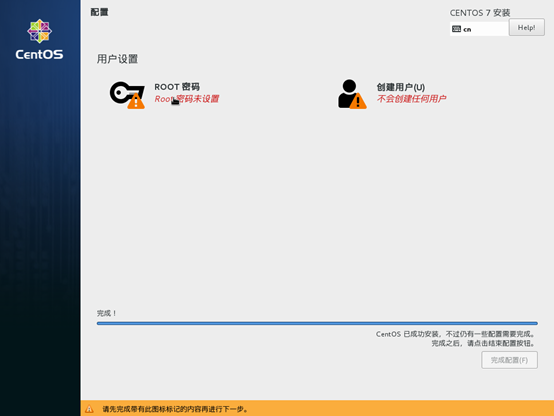 配置
CENTOS 7 安装
cn
Help!
CentOS
用户设置
ROOT 密码
Root 密码未设置
创建用户(U)
不会创建任何用户
完成！
CentOS 已成功安装，不过仍有一些配置需要完成。
完成之后，请点击结束配置按钮。
完成配置(F)
请先完成带有此图标标记的内容再进行下一步。